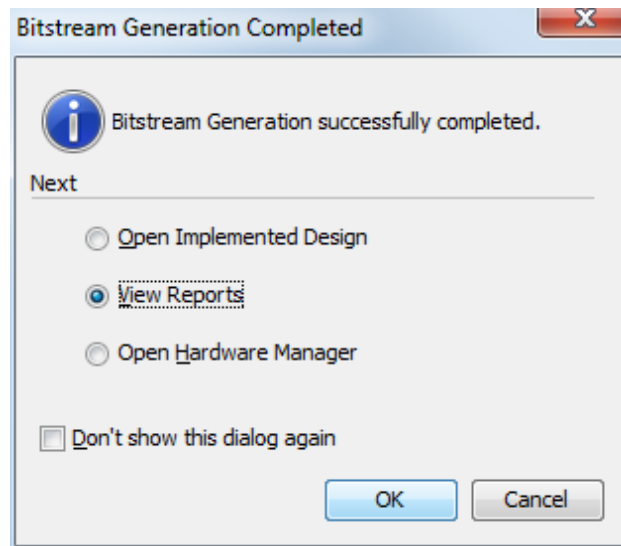 Bitstream Generation Completed
Bitstream Generation successfully completed.
Next
Open Implemented Design
View Reports
Open Hardware Manager
Don't show this dialog again
OK
Cancel